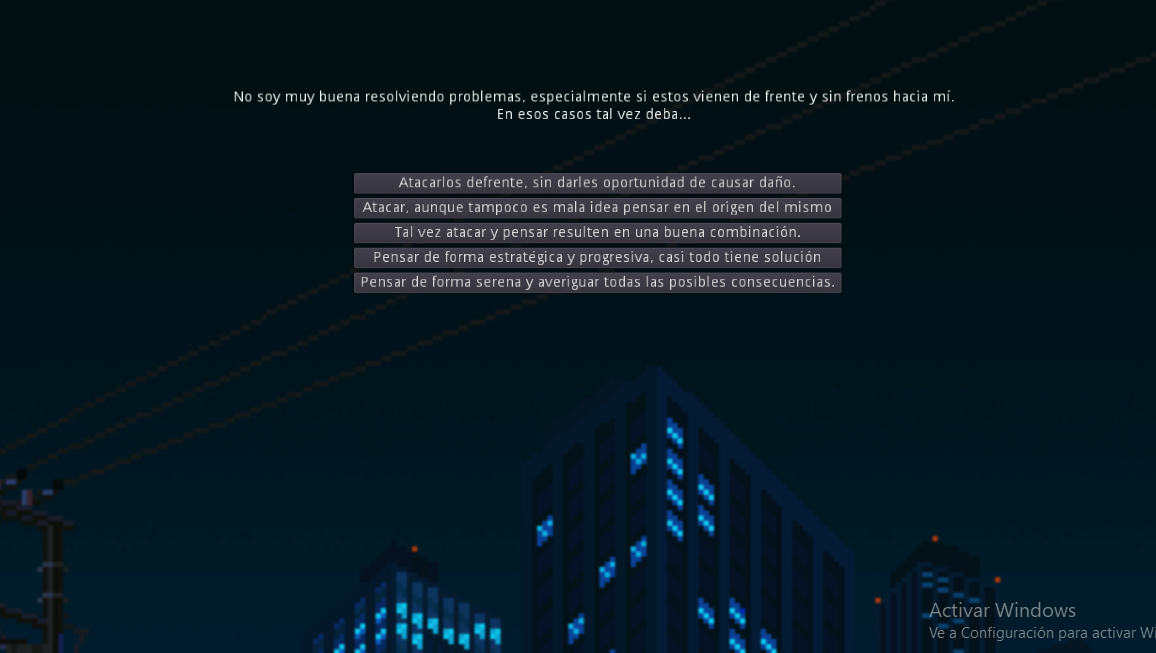 No soy muy buena resolviendo problemas, especialmente si estos vienen de frente y sin frenos hacia mí.
En esos casos tal vez deba...
Atacarlos defrente, sin darles oportunidad de causar daño.
Atacar, aunque tampoco es mala idea pensar en el origen del mismo
Tal vez atacar y pensar resulten en una buena combinación.
Pensar de forma estratégica y progresiva, casi todo tiene solución
Pensar de forma serena y averiguar todas las posibles consecuencias.
Activar Windows
Ve a Configuración para activar Wi